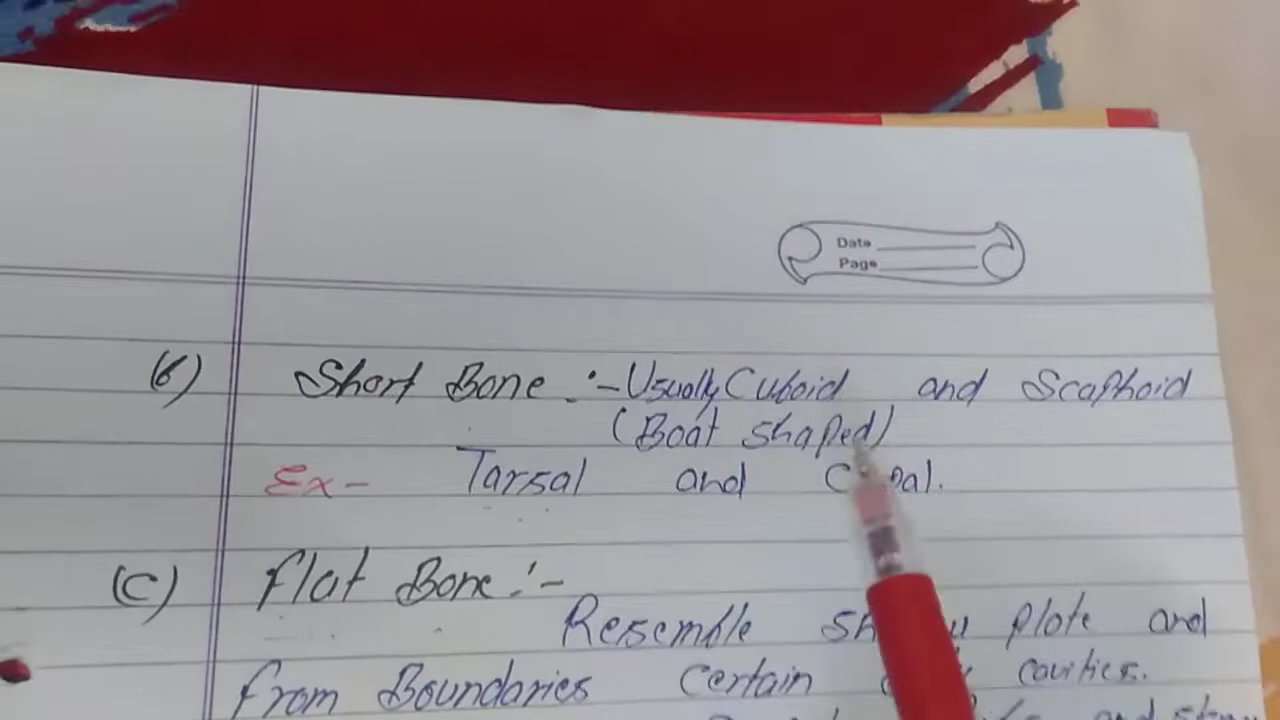 Date
Page
(b) Short Bone :- Usually Cuboid and Scaphoid
(Boat shaped)
Ex- Tarsal and
(C) Flat Bone :-
Resemble plate and
from Boundaries Certain cavities.
and